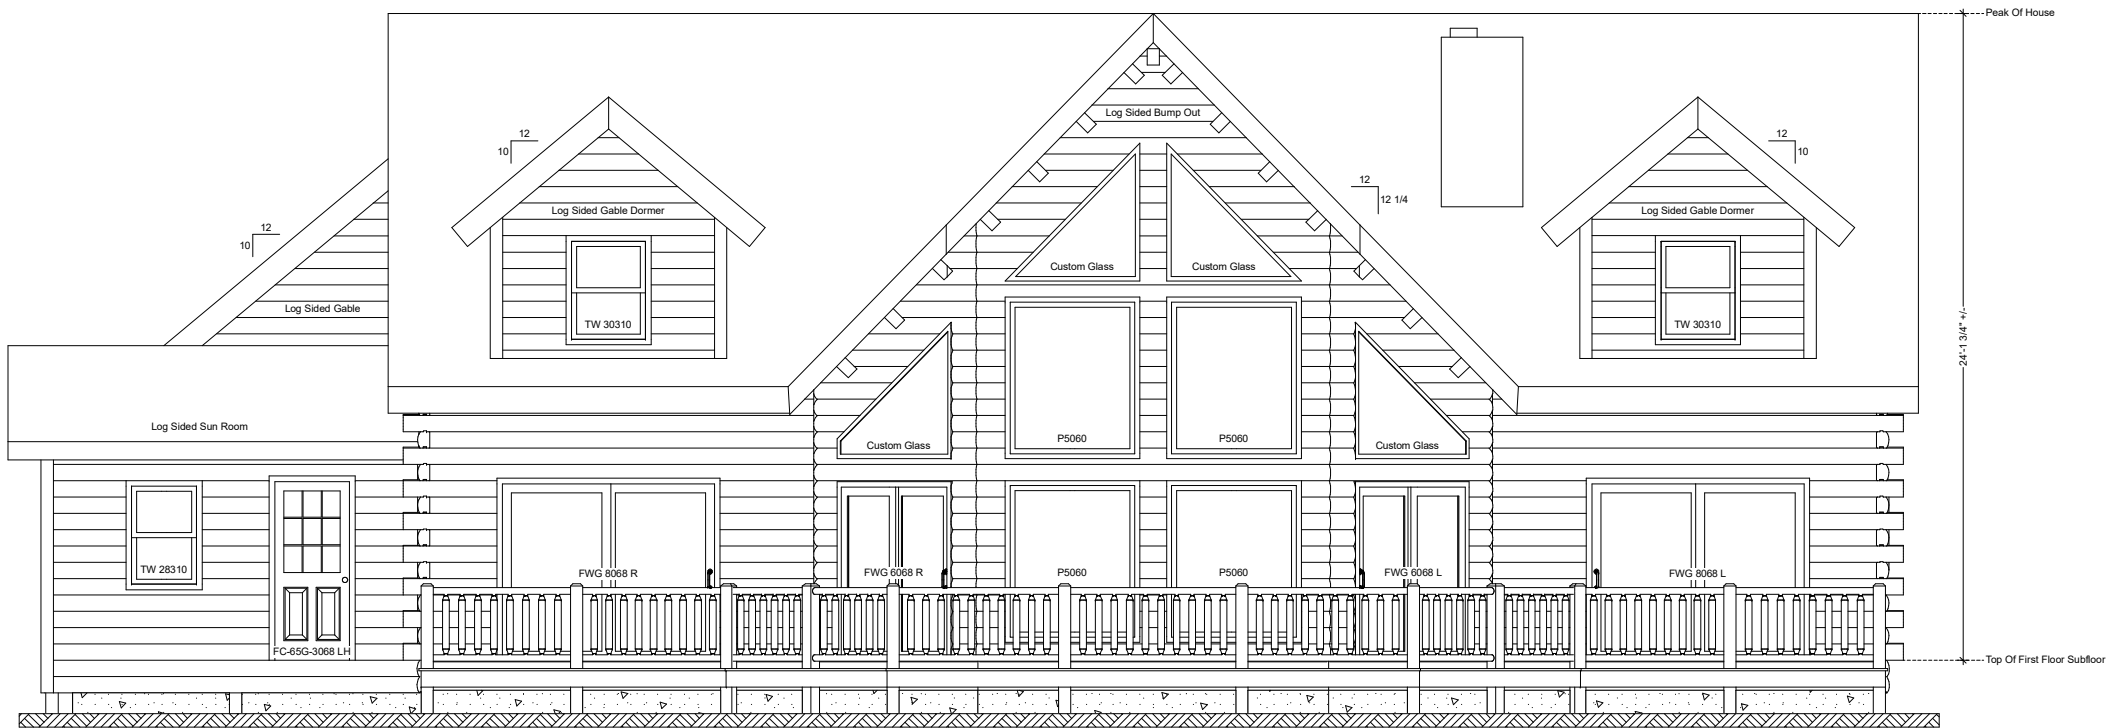 Peak Of House
Log Sided Bump Out
12
10
12
10
12
12 1/4
Log Sided Gable Dormer
Log Sided Gable Dormer
12
10
Custom Glass
Custom Glass
Log Sided Gable
TW 30310
TW 30310
24'-1 3/4" +/-
Log Sided Sun Room
P5060
P5060
Custom Glass
Custom Glass
TW 28310
FWG 8068 R
FWG 6068 R
P5060
P5060
FWG 6068 L
FWG 8068 L
FC-65G-3068 LH
Top Of First Floor Subfloor